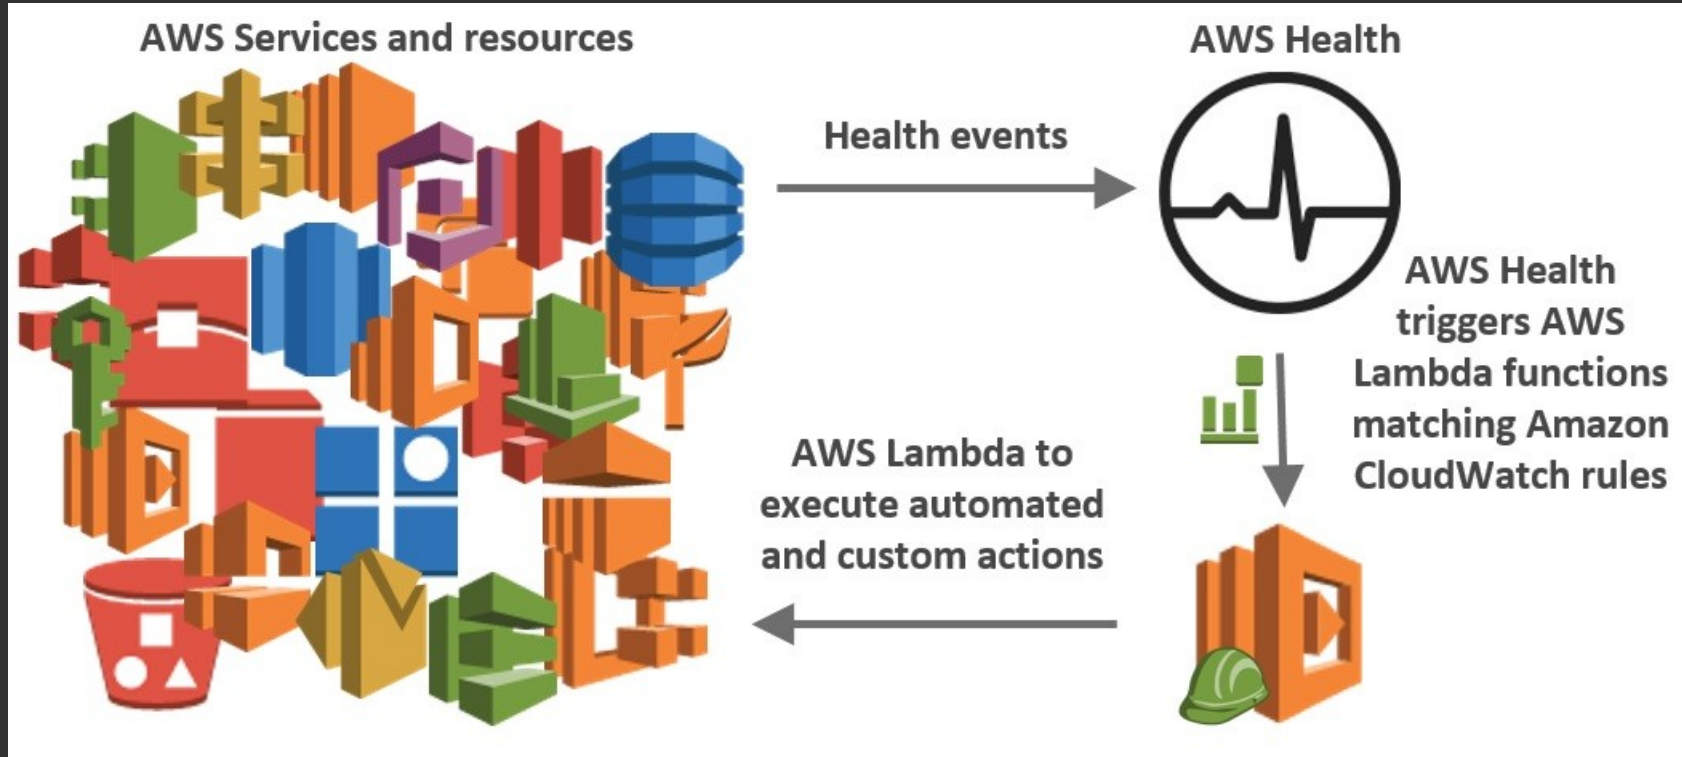 AWS Services and resources
AWS Health
Health events
AWS Health
triggers AWS
Lambda functions
matching Amazon
CloudWatch rules
AWS Lambda to
execute automated
and custom actions